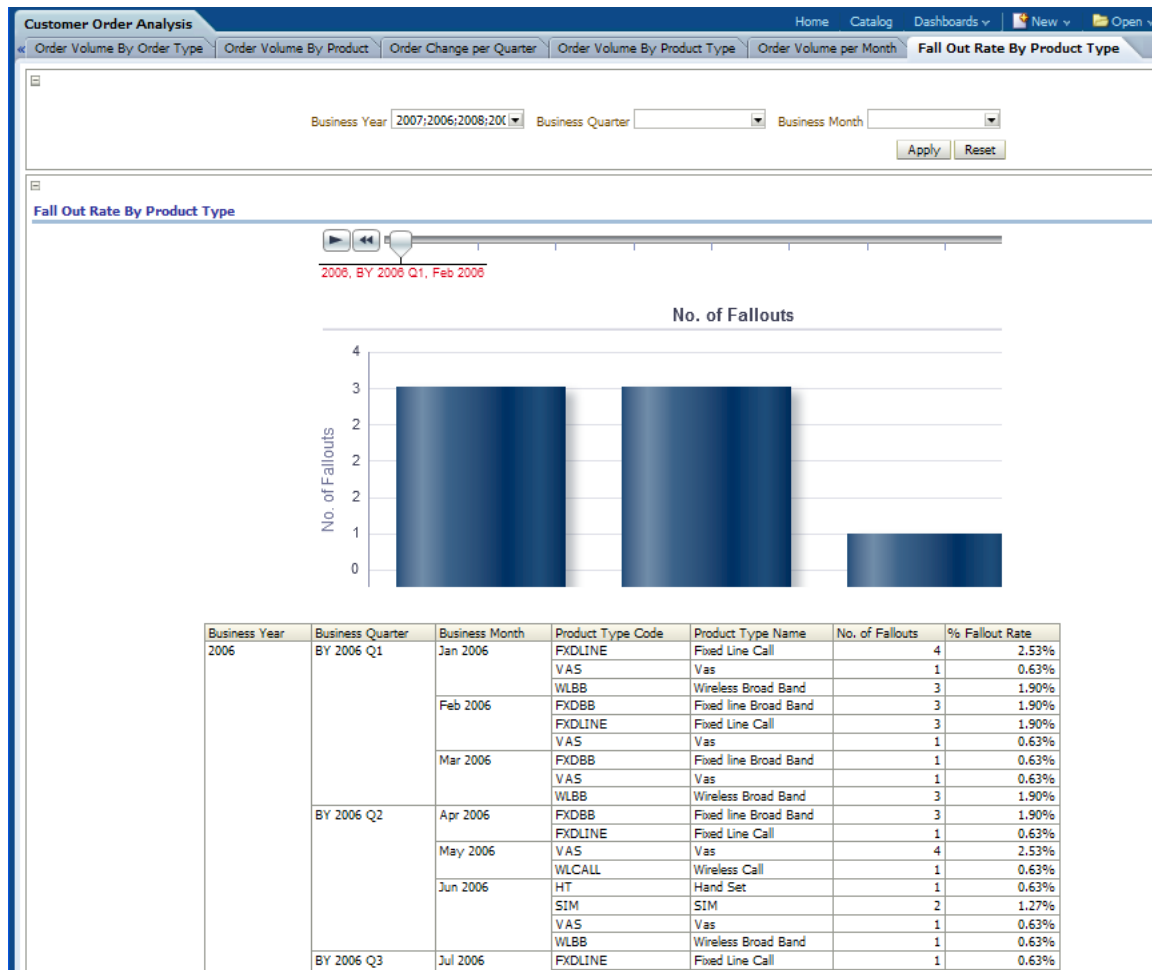 Customer Order Analysis
Home Catalog Dashboards New Open
« Order Volume By Order Type Order Volume By Product Order Change per Quarter Order Volume By Product Type Order Volume per Month Fall Out Rate By Product Type
Business Year 2007;2006;2008;20 Business Quarter Business Month
Apply Reset
Fall Out Rate By Product Type
2006, BY 2006 Q1, Feb 2006
No. of Fallouts
No. of Fallouts
4
3
2
2
2
1
0
Business Year Business Quarter Business Month Product Type Code Product Type Name No. of Fallouts % Fallout Rate
2006 BY 2006 Q1 Jan 2006 FXDLINE Fixed Line Call 4 2.53%
VAS Vas 1 0.63%
WLBB Wireless Broad Band 3 1.90%
Feb 2006 FXDBB Fixed line Broad Band 3 1.90%
FXDLINE Fixed Line Call 3 1.90%
VAS Vas 1 0.63%
Mar 2006 FXDBB Fixed line Broad Band 1 0.63%
VAS Vas 1 0.63%
WLBB Wireless Broad Band 3 1.90%
BY 2006 Q2 Apr 2006 FXDBB Fixed line Broad Band 3 1.90%
FXDLINE Fixed Line Call 1 0.63%
May 2006 VAS Vas 4 2.53%
WLCALL Wireless Call 1 0.63%
Jun 2006 HT Hand Set 1 0.63%
SIM SIM 2 1.27%
VAS Vas 1 0.63%
WLBB Wireless Broad Band 1 0.63%
BY 2006 Q3 Jul 2006 FXDLINE Fixed Line Call 1 0.63%